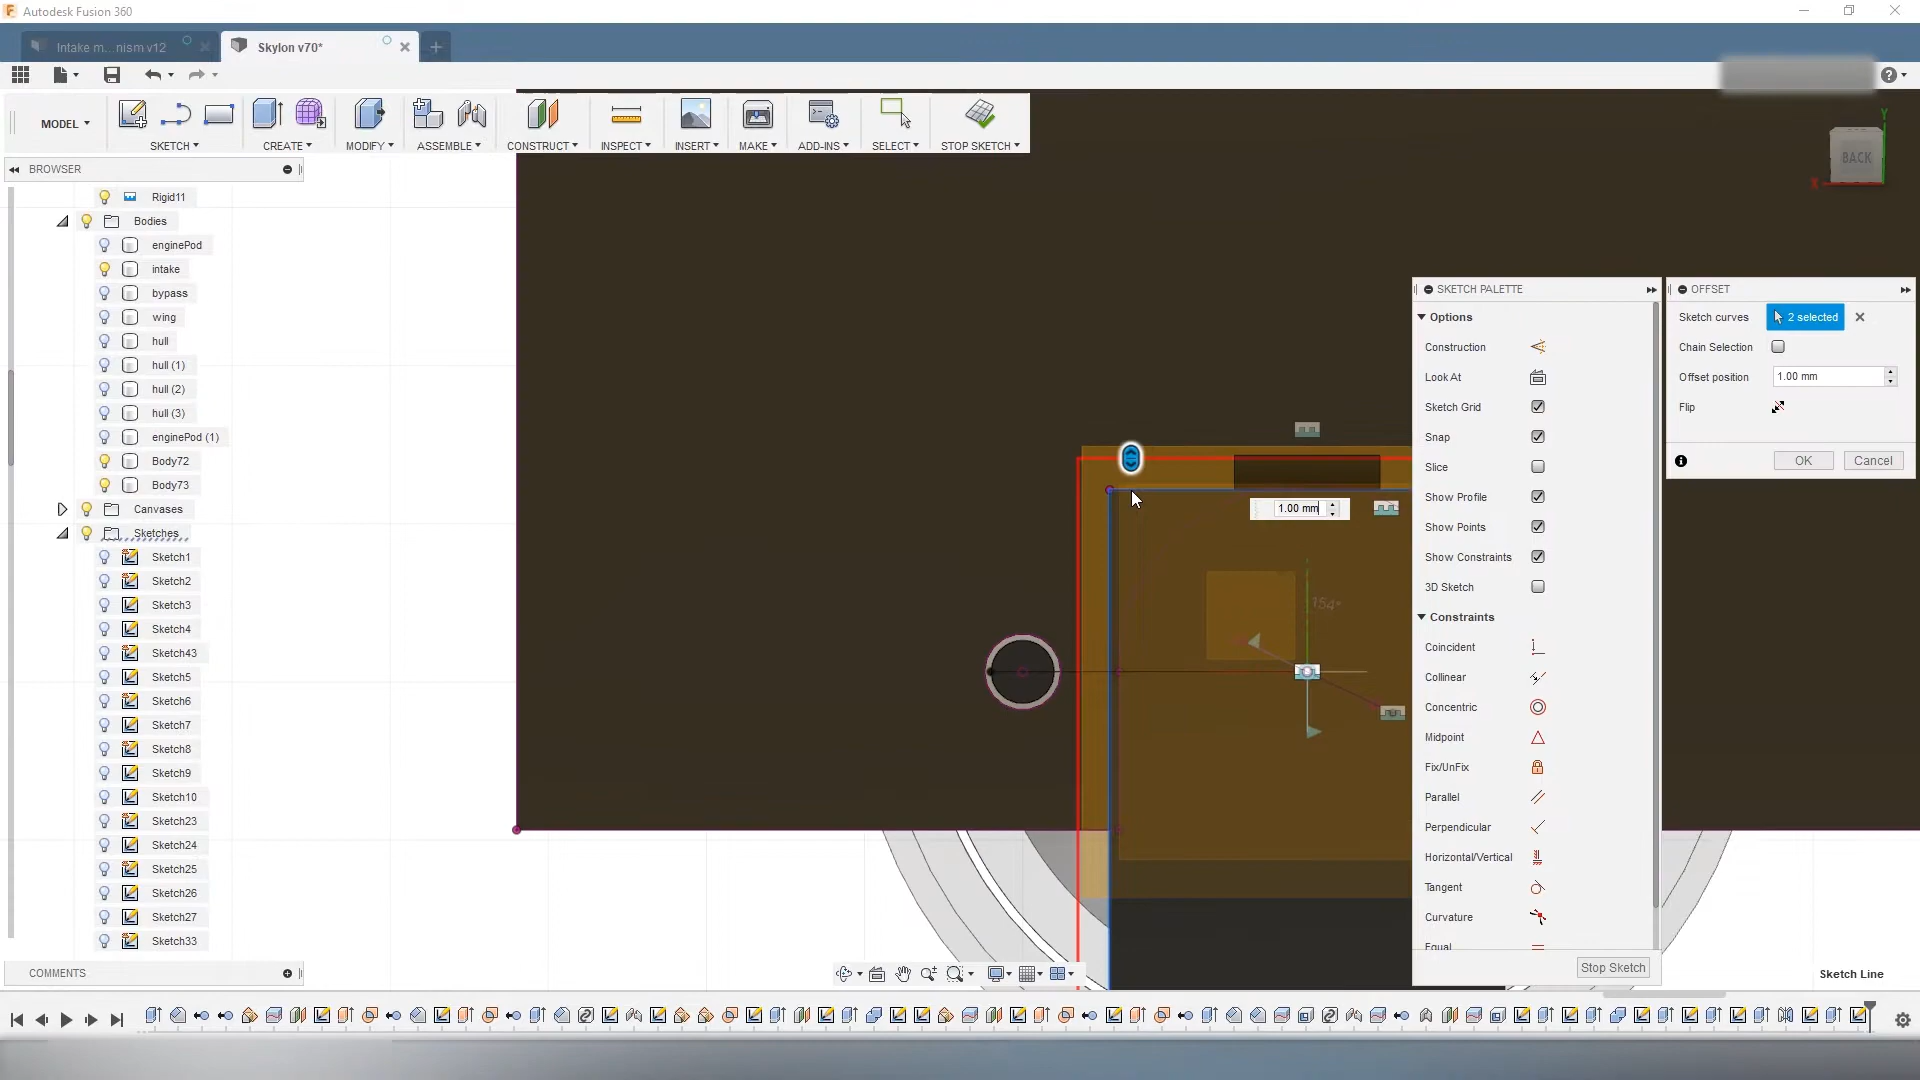 Autodesk Fusion 360
Intake m...nism v12
Skylon v70*
MODEL
SKETCH
CREATE
MODIFY
ASSEMBLE
CONSTRUCT
INSPECT
INSERT
MAKE
ADD-INS
SELECT
STOP SKETCH
BROWSER
Rigid11
Bodies
enginePod
intake
bypass
wing
hull
hull (1)
hull (2)
hull (3)
enginePod (1)
Body72
Body73
Canvases
Sketches
Sketch1
Sketch2
Sketch3
Sketch4
Sketch43
Sketch5
Sketch6
Sketch7
Sketch8
Sketch9
Sketch10
Sketch23
Sketch24
Sketch25
Sketch26
Sketch27
Sketch33
COMMENTS
Y
BACK
X
1.00 mm
154°
SKETCH PALETTE
Options
Construction
Look At
Sketch Grid
Snap
Slice
Show Profile
Show Points
Show Constraints
3D Sketch
Constraints
Coincident
Collinear
Concentric
Midpoint
Fix/UnFix
Parallel
Perpendicular
Horizontal/Vertical
Tangent
Curvature
Equal
Stop Sketch
OFFSET
Sketch curves 2 selected
Chain Selection
Offset position 1.00 mm
Flip
OK Cancel
Sketch Line